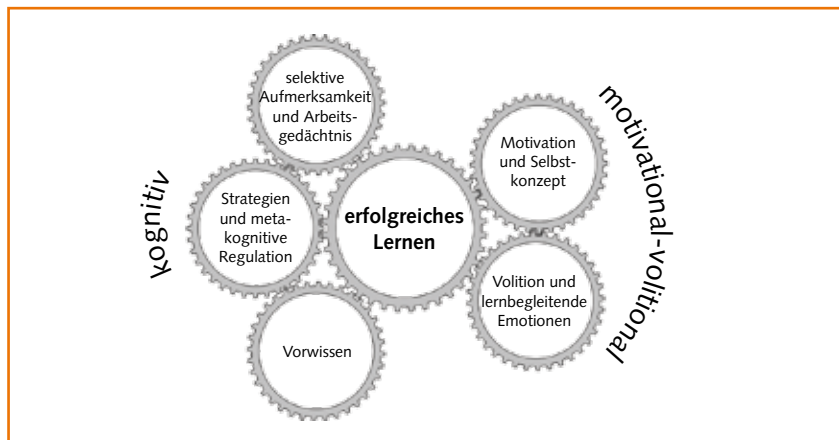 selektive
Aufmerksamkeit
und Arbeits-
gedächtnis
Strategien
und meta-
kognitive
Regulation
Vorwissen
kognitiv
erfolgreiches
Lernen
Motivation
und Selbst-
konzept
Volition und
lernbegleitende
Emotionen
motivational-volitional